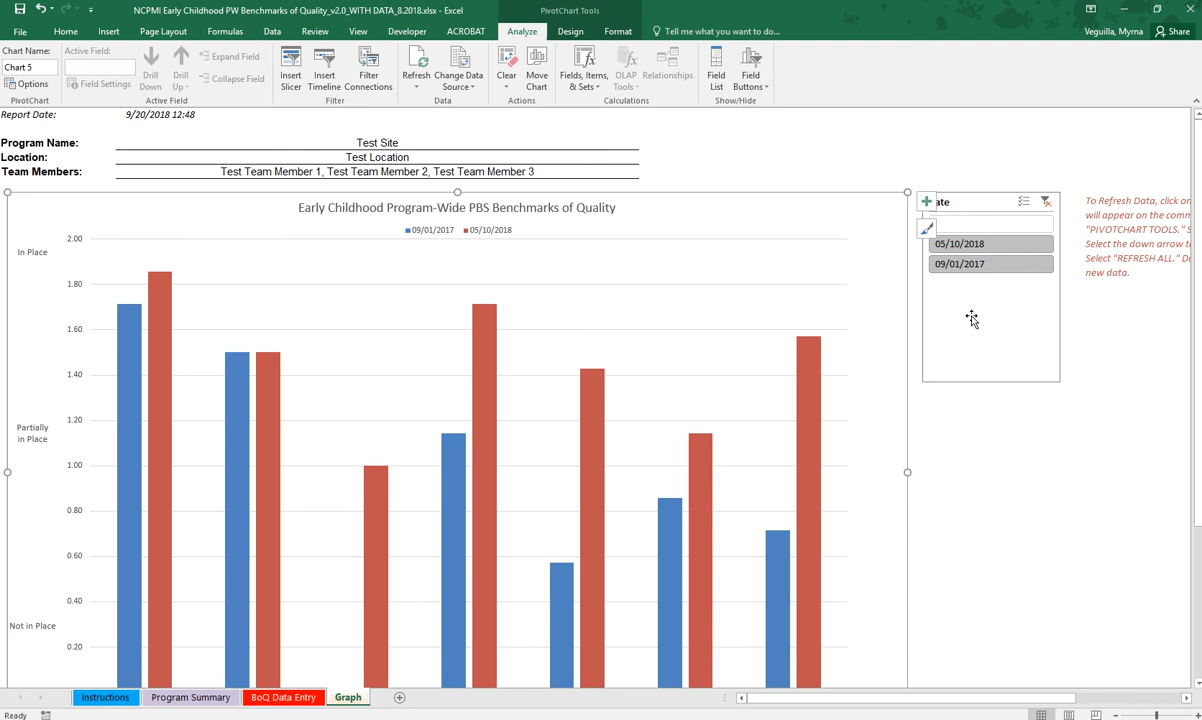 NCPMI Early Childhood PW Benchmarks of Quality_v2.0_WITH DATA_8.2018.xlsx - Excel
PivotChart Tools
File Home Insert Page Layout Formulas Data Review View Developer ACROBAT Analyze Design Format Tell me what you want to do... Veguilla, Myrna Share
Chart Name:
Chart 5
Options
PivotChart
Active Field:
Field Settings
Drill Down
Drill Up
Expand Field
Collapse Field
Active Field
Insert Slicer
Insert Timeline
Filter Connections
Filter
Refresh
Change Data Source
Data
Clear
Move Chart
Actions
Fields, Items, & Sets
OLAP Tools
Relationships
Calculations
Field List
Field Buttons
Show/Hide
Report Date: 9/20/2018 12:48
Program Name: Test Site
Location: Test Location
Team Members: Test Team Member 1, Test Team Member 2, Test Team Member 3
Early Childhood Program-Wide PBS Benchmarks of Quality
09/01/2017 05/10/2018
2.00
In Place
1.80
1.60
1.40
1.20
Partially
in Place
1.00
0.80
0.60
0.40
Not in Place
0.20
ate
05/10/2018
09/01/2017
To Refresh Data, click on
will appear on the comm
"PIVOTCHART TOOLS." S
Select the down arrow to
Select "REFRESH ALL." Do
new data.
Instructions Program Summary BoQ Data Entry Graph
Ready